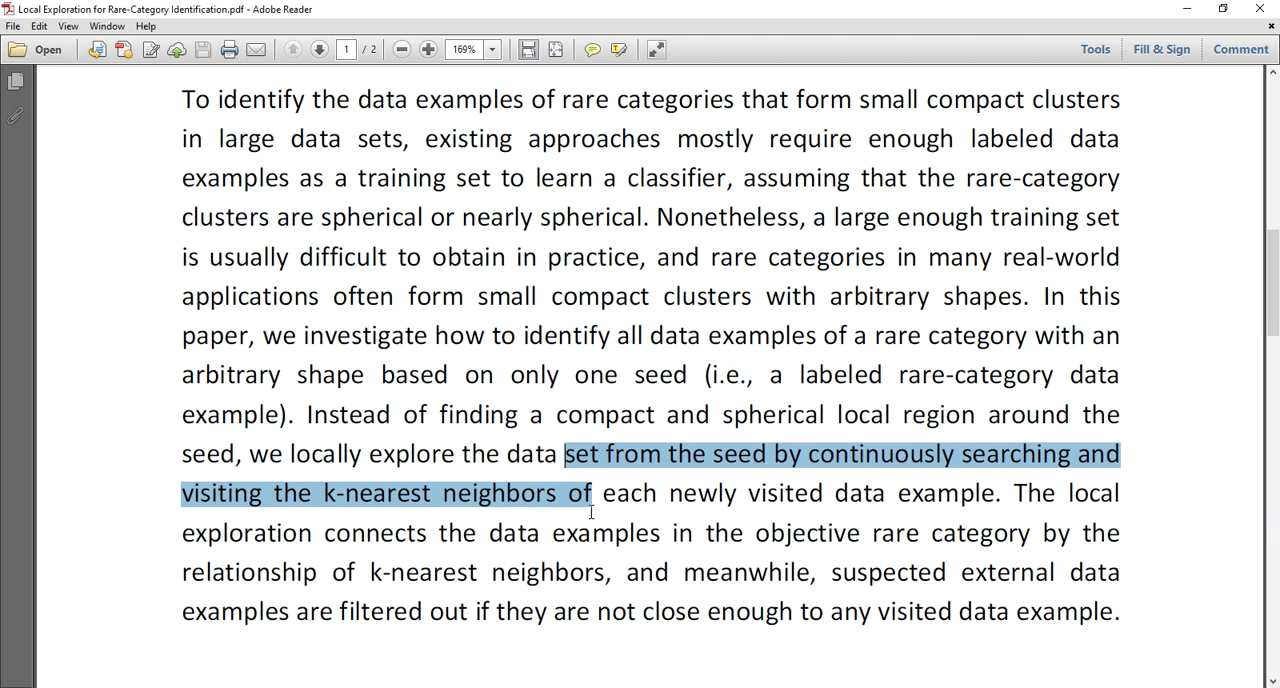 Local Exploration for Rare-Category Identification.pdf - Adobe Reader
File Edit View Window Help
Open 1 / 2 169% Tools Fill & Sign Comment
To identify the data examples of rare categories that form small compact clusters
in large data sets, existing approaches mostly require enough labeled data
examples as a training set to learn a classifier, assuming that the rare-category
clusters are spherical or nearly spherical. Nonetheless, a large enough training set
is usually difficult to obtain in practice, and rare categories in many real-world
applications often form small compact clusters with arbitrary shapes. In this
paper, we investigate how to identify all data examples of a rare category with an
arbitrary shape based on only one seed (i.e., a labeled rare-category data
example). Instead of finding a compact and spherical local region around the
seed, we locally explore the data set from the seed by continuously searching and
visiting the k-nearest neighbors of each newly visited data example. The local
exploration connects the data examples in the objective rare category by the
relationship of k-nearest neighbors, and meanwhile, suspected external data
examples are filtered out if they are not close enough to any visited data example.